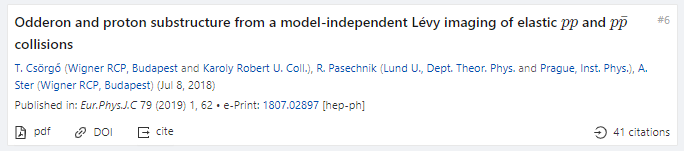 Odderon and proton substructure from a model-independent Lévy imaging of elastic pp and pp̄ #6
collisions
T. Csörgő (Wigner RCP, Budapest and Karoly Robert U. Coll.), R. Pasechnik (Lund U., Dept. Theor. Phys. and Prague, Inst. Phys.), A.
Ster (Wigner RCP, Budapest) (Jul 8, 2018)
Published in: Eur.Phys.J.C 79 (2019) 1, 62 • e-Print: 1807.02897 [hep-ph]
pdf DOI cite 41 citations